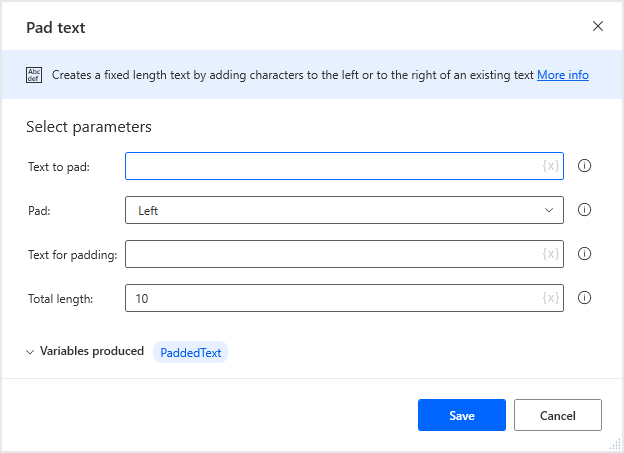 Pad text
Abc
def
Creates a fixed length text by adding characters to the left or to the right of an existing text More info
Select parameters
Text to pad: {x}
Pad: Left
Text for padding: {x}
Total length: 10 {x}
Variables produced PaddedText
Save Cancel